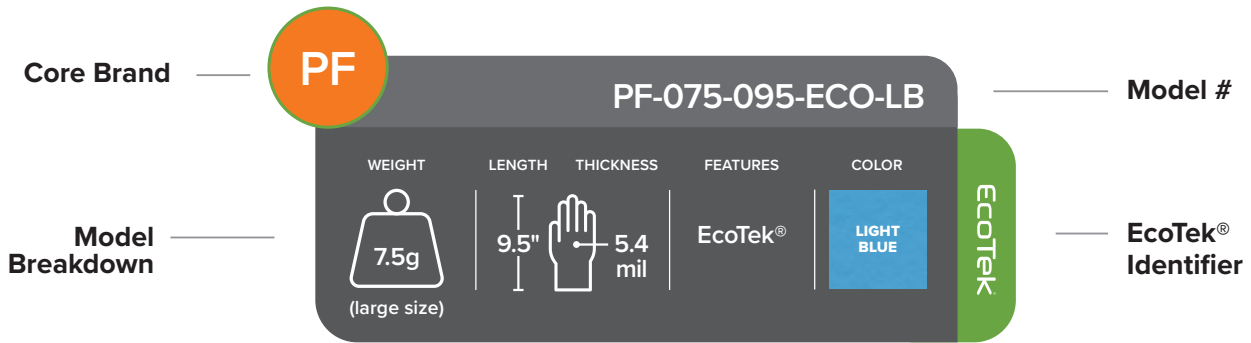 Core Brand
PF
PF-075-095-ECO-LB
Model #
WEIGHT
LENGTH
THICKNESS
FEATURES
COLOR
7.5g
(large size)
9.5"
5.4
mil
EcoTek®
LIGHT
BLUE
EcoTek
Model
Breakdown
EcoTek®
Identifier